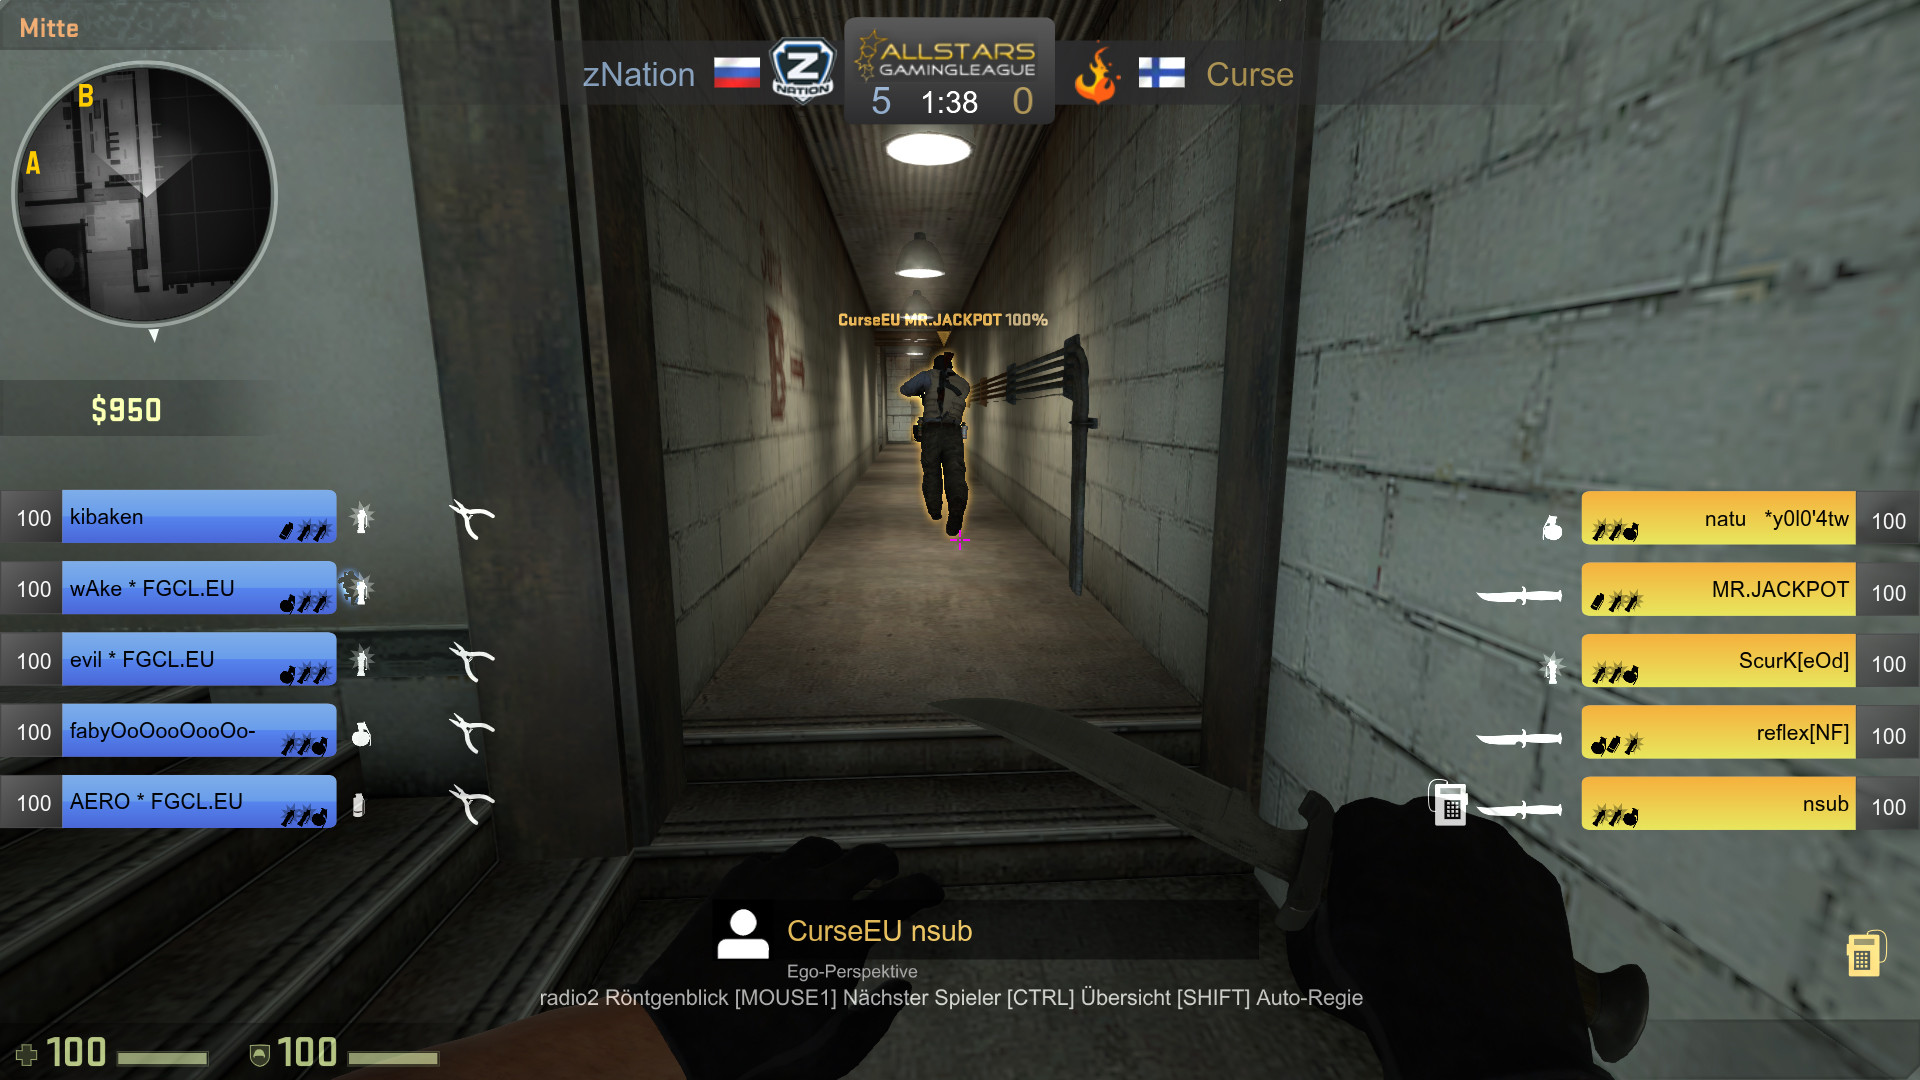 Mitte
zNation
Z
NATION
ALLSTARS
GAMINGLEAGUE
5 1:38 0
Curse
B
A
$950
CurseEU MR.JACKPOT 100%
B
100 kibaken
100 wAke * FGCL.EU
100 evil * FGCL.EU
100 fabyOoOooOooOo-
100 AERO * FGCL.EU
natu *y0l0'4tw 100
MR.JACKPOT 100
ScurK[eOd] 100
reflex[NF] 100
nsub 100
CurseEU nsub
Ego-Perspektive
radio2 Röntgenblick [MOUSE1] Nächster Spieler [CTRL] Übersicht [SHIFT] Auto-Regie
100 100